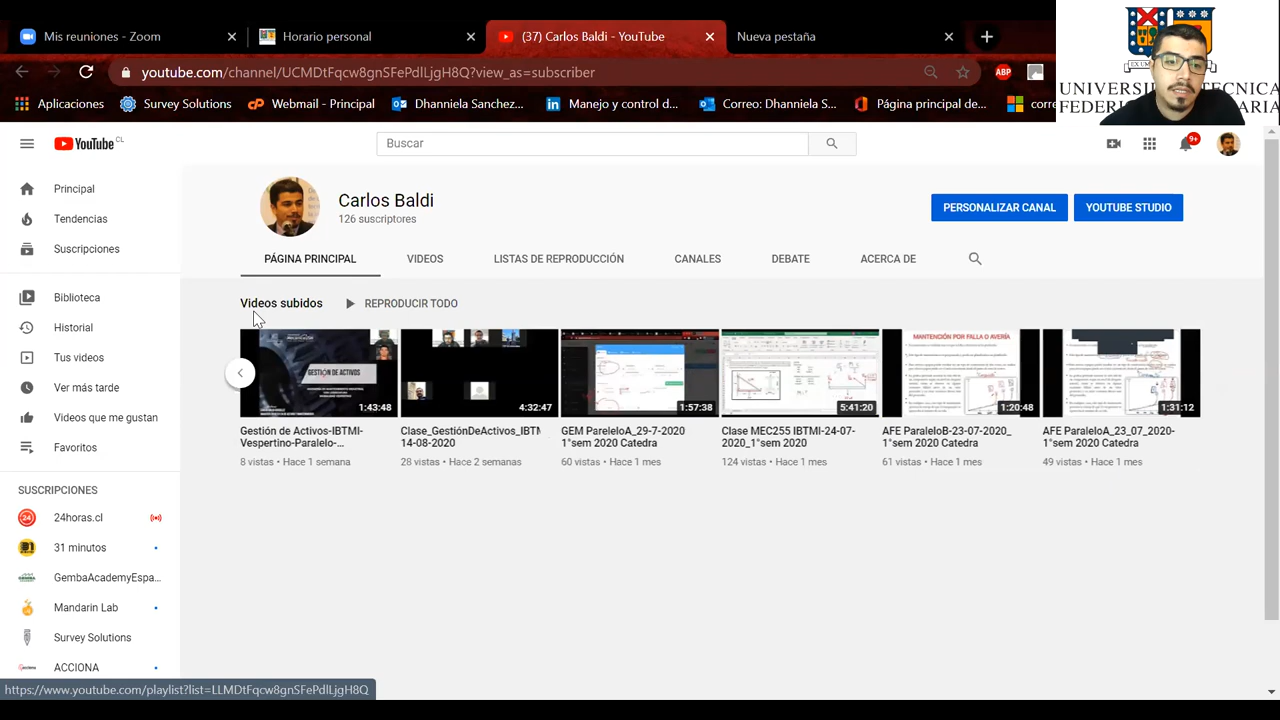 Mis reuniones - Zoom
Horario personal
(37) Carlos Baldi - YouTube
Nueva pestaña
youtube.com/channel/UCMDtFqcw8gnSFePdlLjgH8Q?view_as=subscriber
ABP
Aplicaciones
Survey Solutions
Webmail - Principal
Dhanniela Sanchez...
Manejo y control d...
Correo: Dhanniela S...
Página principal de...
EX UM
UNIVERSI TECNICA
FEDERI ARIA
YouTube CL
Buscar
9+
Principal
Tendencias
Suscripciones
Biblioteca
Historial
Tus videos
Ver más tarde
Videos que me gustan
Favoritos
SUSCRIPCIONES
24
24horas.cl
31 minutos
GembaAcademyEspa...
Mandarin Lab
Survey Solutions
ACCIONA
Carlos Baldi
126 suscriptores
PERSONALIZAR CANAL
YOUTUBE STUDIO
PÁGINA PRINCIPAL
VIDEOS
LISTAS DE REPRODUCCIÓN
CANALES
DEBATE
ACERCA DE
Videos subidos
REPRODUCIR TODO
GESTIÓN DE ACTIVOS
1:43:48
4:32:47
1:57:38
5:41:20
MANTENCIÓN POR FALLA O AVERÍA
1:20:48
1:31:12
Gestión de Activos-IBTMI-
Vespertino-Paralelo-...
8 vistas • Hace 1 semana
Clase_GestiónDeActivos_IBTM
14-08-2020
28 vistas • Hace 2 semanas
GEM PareleloA_29-7-2020
1°sem 2020 Catedra
60 vistas • Hace 1 mes
Clase MEC255 IBTMI-24-07-
2020_1°sem 2020
124 vistas • Hace 1 mes
AFE ParaleloB-23-07-2020_
1°sem 2020 Catedra
61 vistas • Hace 1 mes
AFE ParaleloA_23_07_2020-
1°sem 2020 Catedra
49 vistas • Hace 1 mes
https://www.youtube.com/playlist?list=LLMDtFqcw8gnSFePdlLjgH8Q